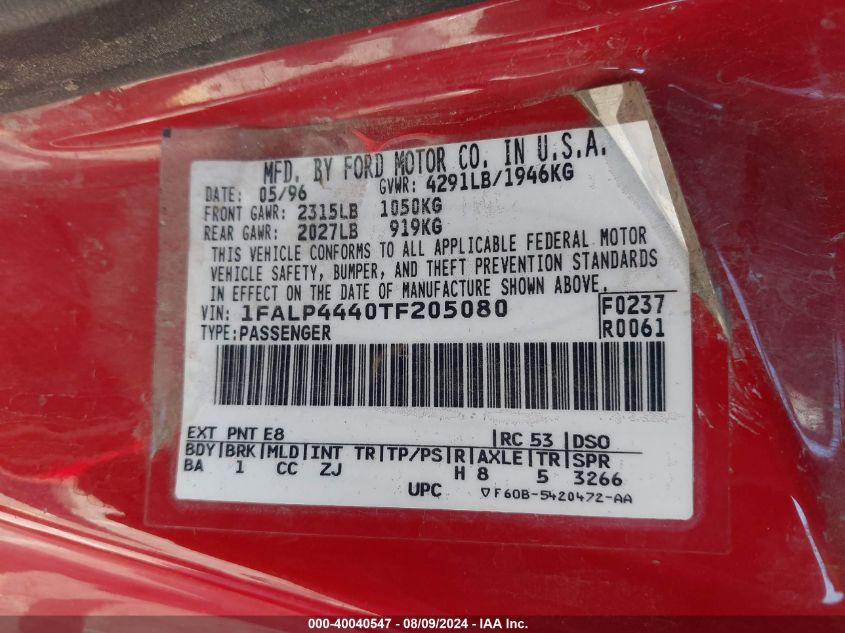 MFD. BY FORD MOTOR CO. IN U.S.A.
DATE: 05/96 GVWR: 4291LB/1946KG
FRONT GAWR: 2315LB 1050KG
REAR GAWR: 2027LB 919KG
THIS VEHICLE CONFORMS TO ALL APPLICABLE FEDERAL MOTOR
VEHICLE SAFETY, BUMPER, AND THEFT PREVENTION STANDARDS
IN EFFECT ON THE DATE OF MANUFACTURE SHOWN ABOVE.
VIN: 1FALP4440TF205080 F0237
TYPE: PASSENGER R0061
EXT PNT E8 RC 53 DSO
BDY|BRK|MLD|INT TR|TP/PS|R|AXLE|TR|SPR
BA 1 CC ZJ H 8 5 3266
UPC ▽F60B-5420472-AA
000-40040547 - 08/09/2024 - IAA Inc.